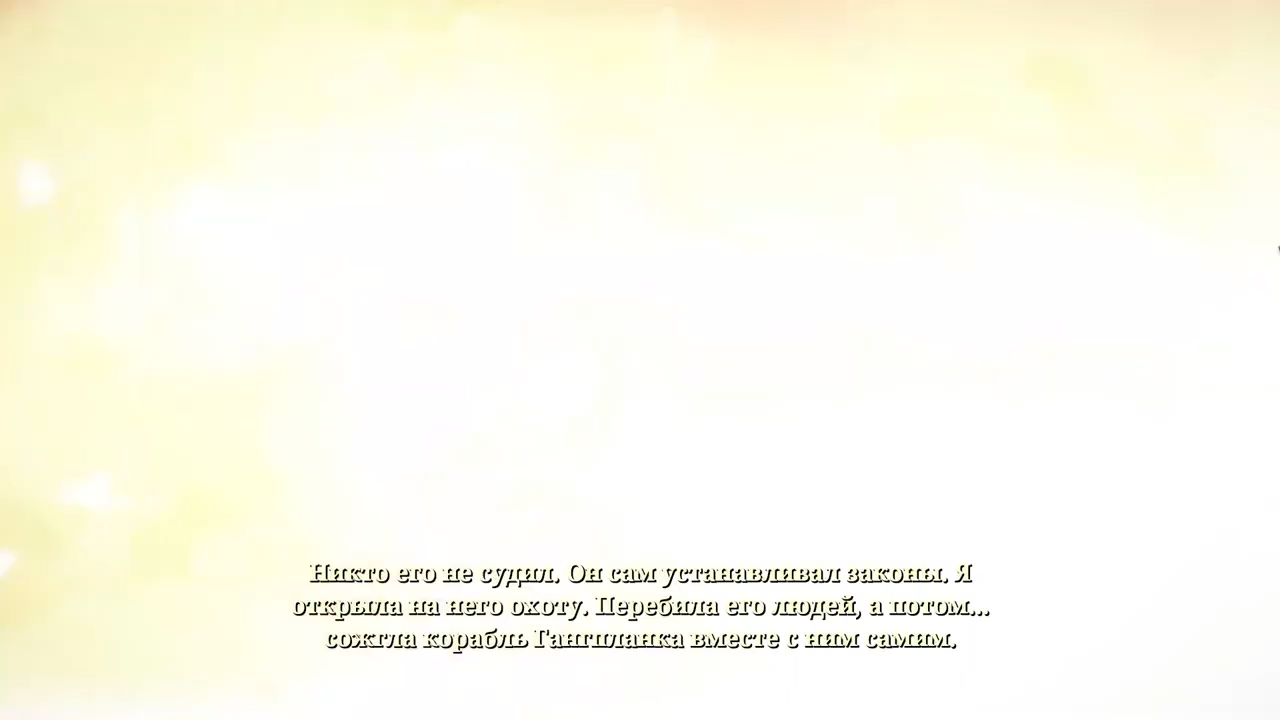 Никто его не судил. Он сам устанавливал законы. Я
открыла на него охоту. Перебила его людей, а потом...
сожгла корабль Гангпланка вместе с ним самим.